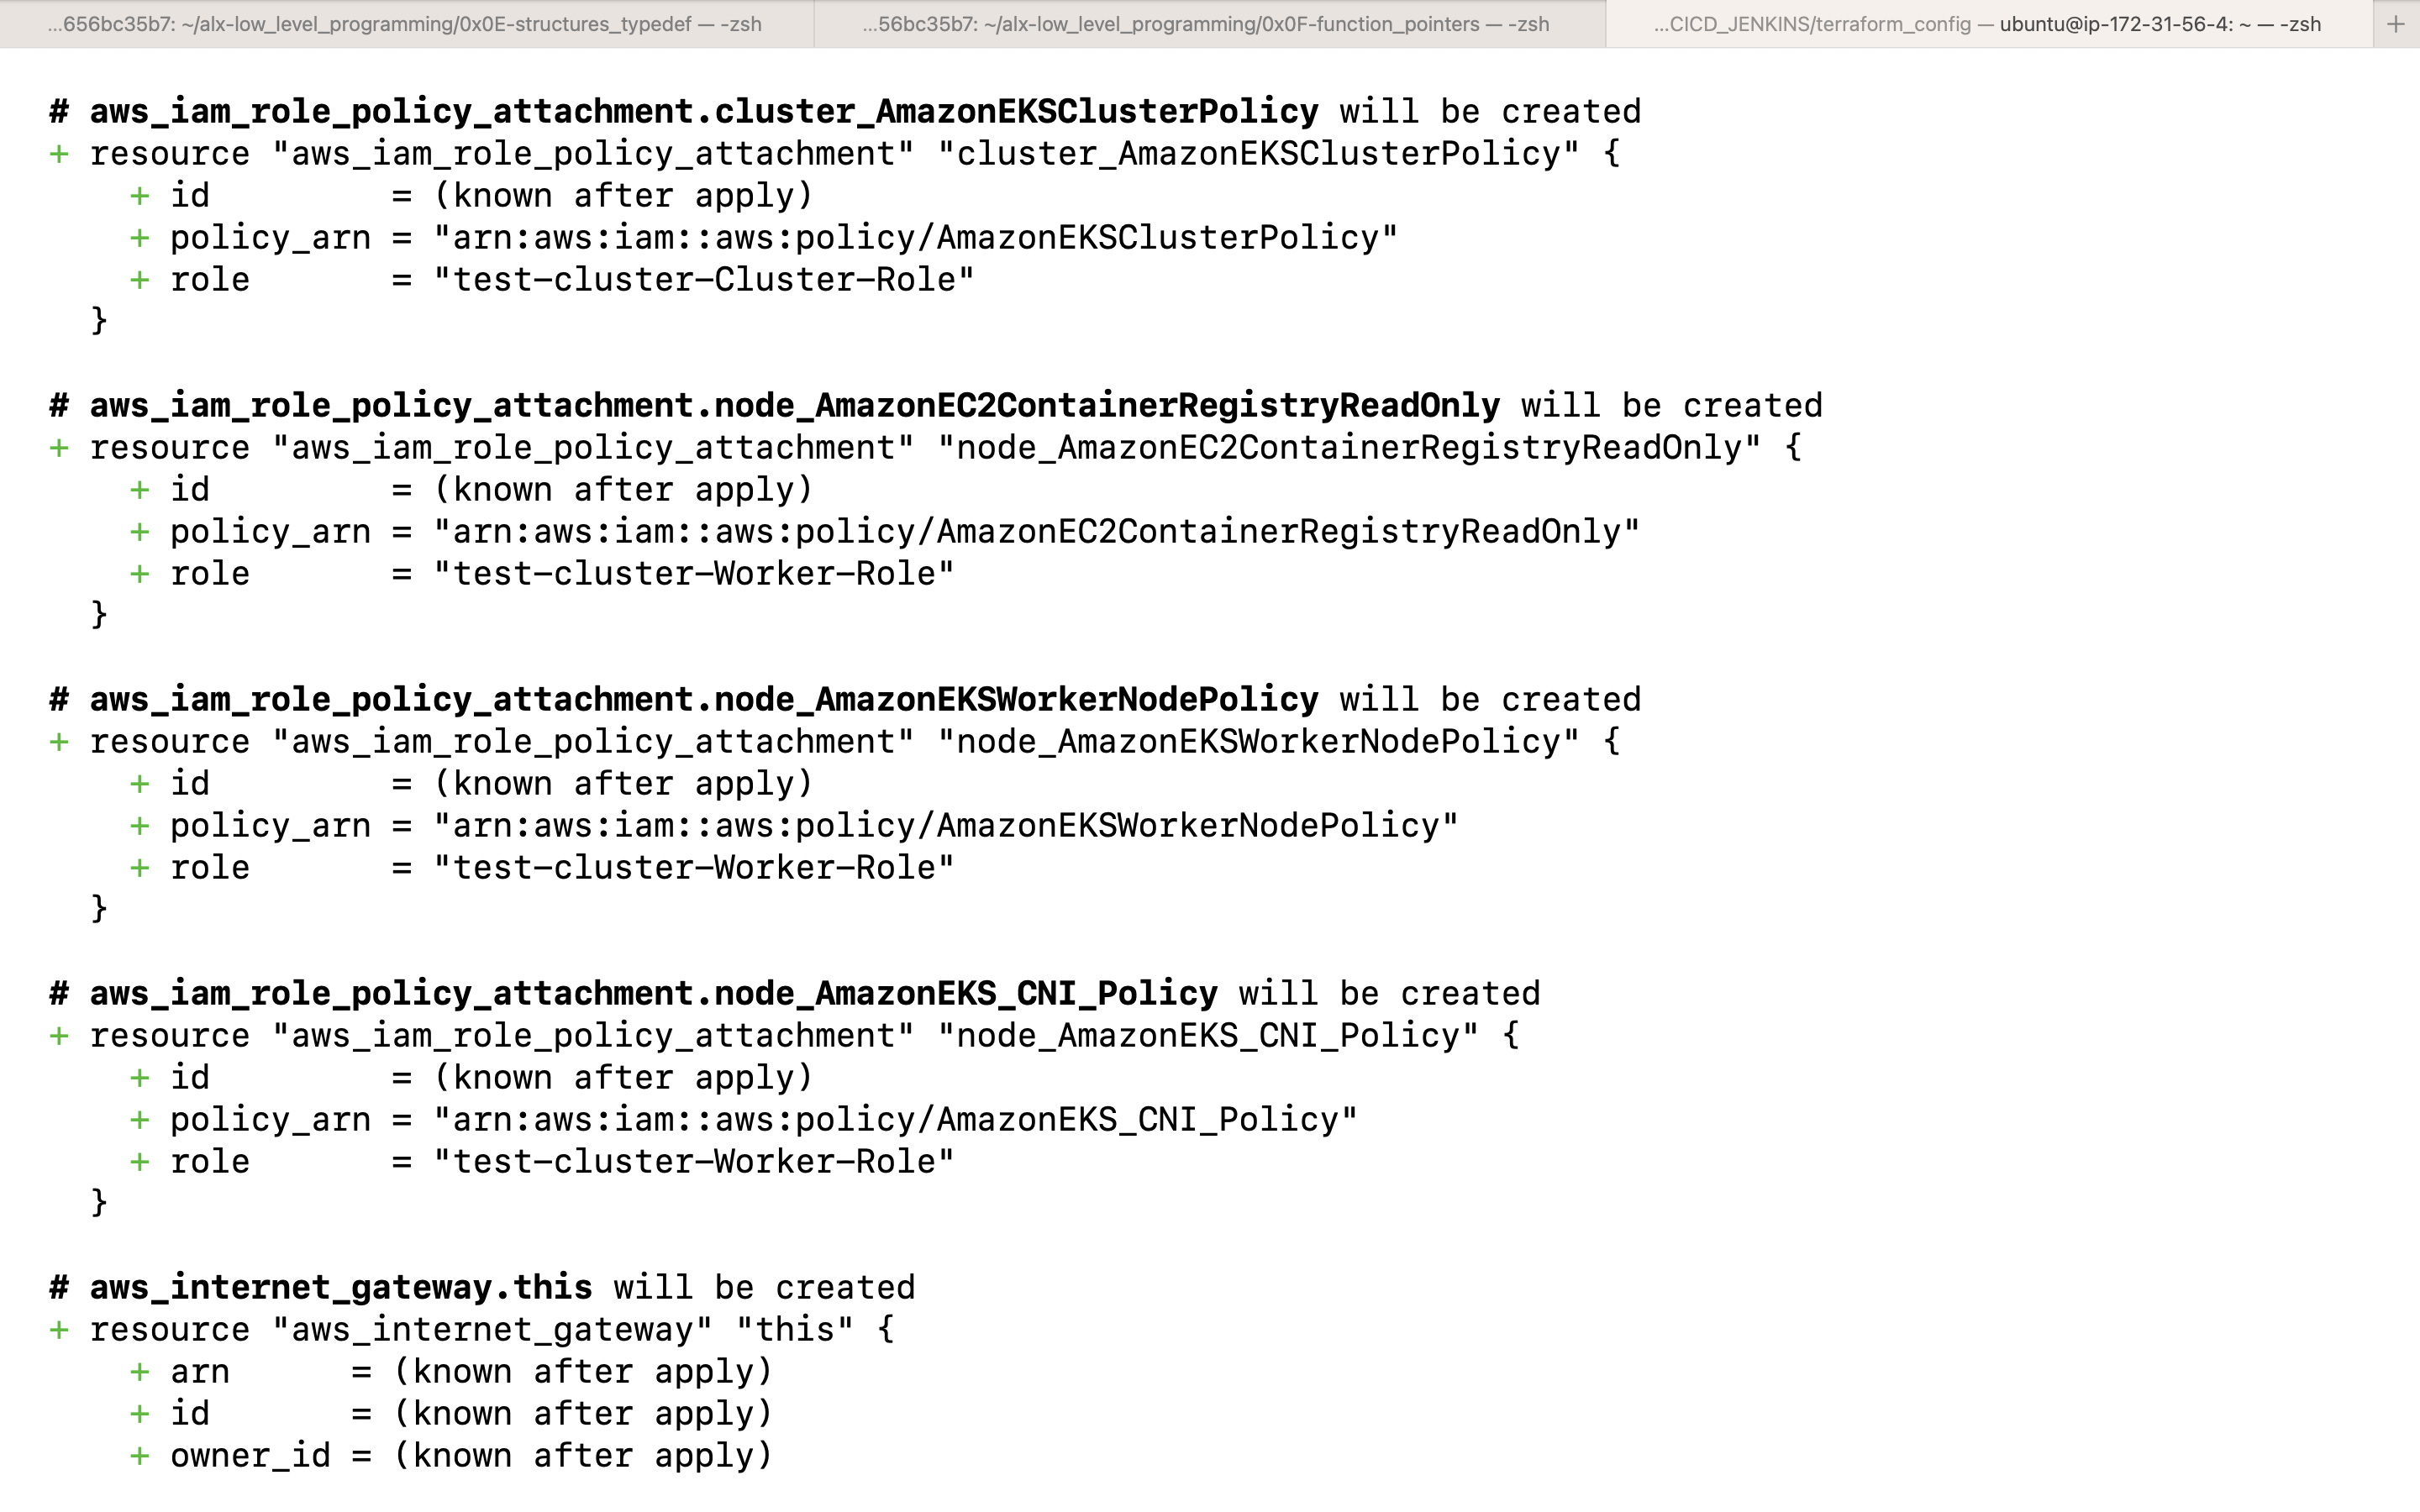 ...656bc35b7: ~/alx-low_level_programming/0x0E-structures_typedef — -zsh
...56bc35b7: ~/alx-low_level_programming/0x0F-function_pointers — -zsh
...CICD_JENKINS/terraform_config — ubuntu@ip-172-31-56-4: ~ — -zsh
+
# aws_iam_role_policy_attachment.cluster_AmazonEKSClusterPolicy will be created
+ resource "aws_iam_role_policy_attachment" "cluster_AmazonEKSClusterPolicy" {
    + id         = (known after apply)
    + policy_arn = "arn:aws:iam::aws:policy/AmazonEKSClusterPolicy"
    + role       = "test-cluster-Cluster-Role"
  }
# aws_iam_role_policy_attachment.node_AmazonEC2ContainerRegistryReadOnly will be created
+ resource "aws_iam_role_policy_attachment" "node_AmazonEC2ContainerRegistryReadOnly" {
    + id         = (known after apply)
    + policy_arn = "arn:aws:iam::aws:policy/AmazonEC2ContainerRegistryReadOnly"
    + role       = "test-cluster-Worker-Role"
  }
# aws_iam_role_policy_attachment.node_AmazonEKSWorkerNodePolicy will be created
+ resource "aws_iam_role_policy_attachment" "node_AmazonEKSWorkerNodePolicy" {
    + id         = (known after apply)
    + policy_arn = "arn:aws:iam::aws:policy/AmazonEKSWorkerNodePolicy"
    + role       = "test-cluster-Worker-Role"
  }
# aws_iam_role_policy_attachment.node_AmazonEKS_CNI_Policy will be created
+ resource "aws_iam_role_policy_attachment" "node_AmazonEKS_CNI_Policy" {
    + id         = (known after apply)
    + policy_arn = "arn:aws:iam::aws:policy/AmazonEKS_CNI_Policy"
    + role       = "test-cluster-Worker-Role"
  }
# aws_internet_gateway.this will be created
+ resource "aws_internet_gateway" "this" {
    + arn      = (known after apply)
    + id       = (known after apply)
    + owner_id = (known after apply)